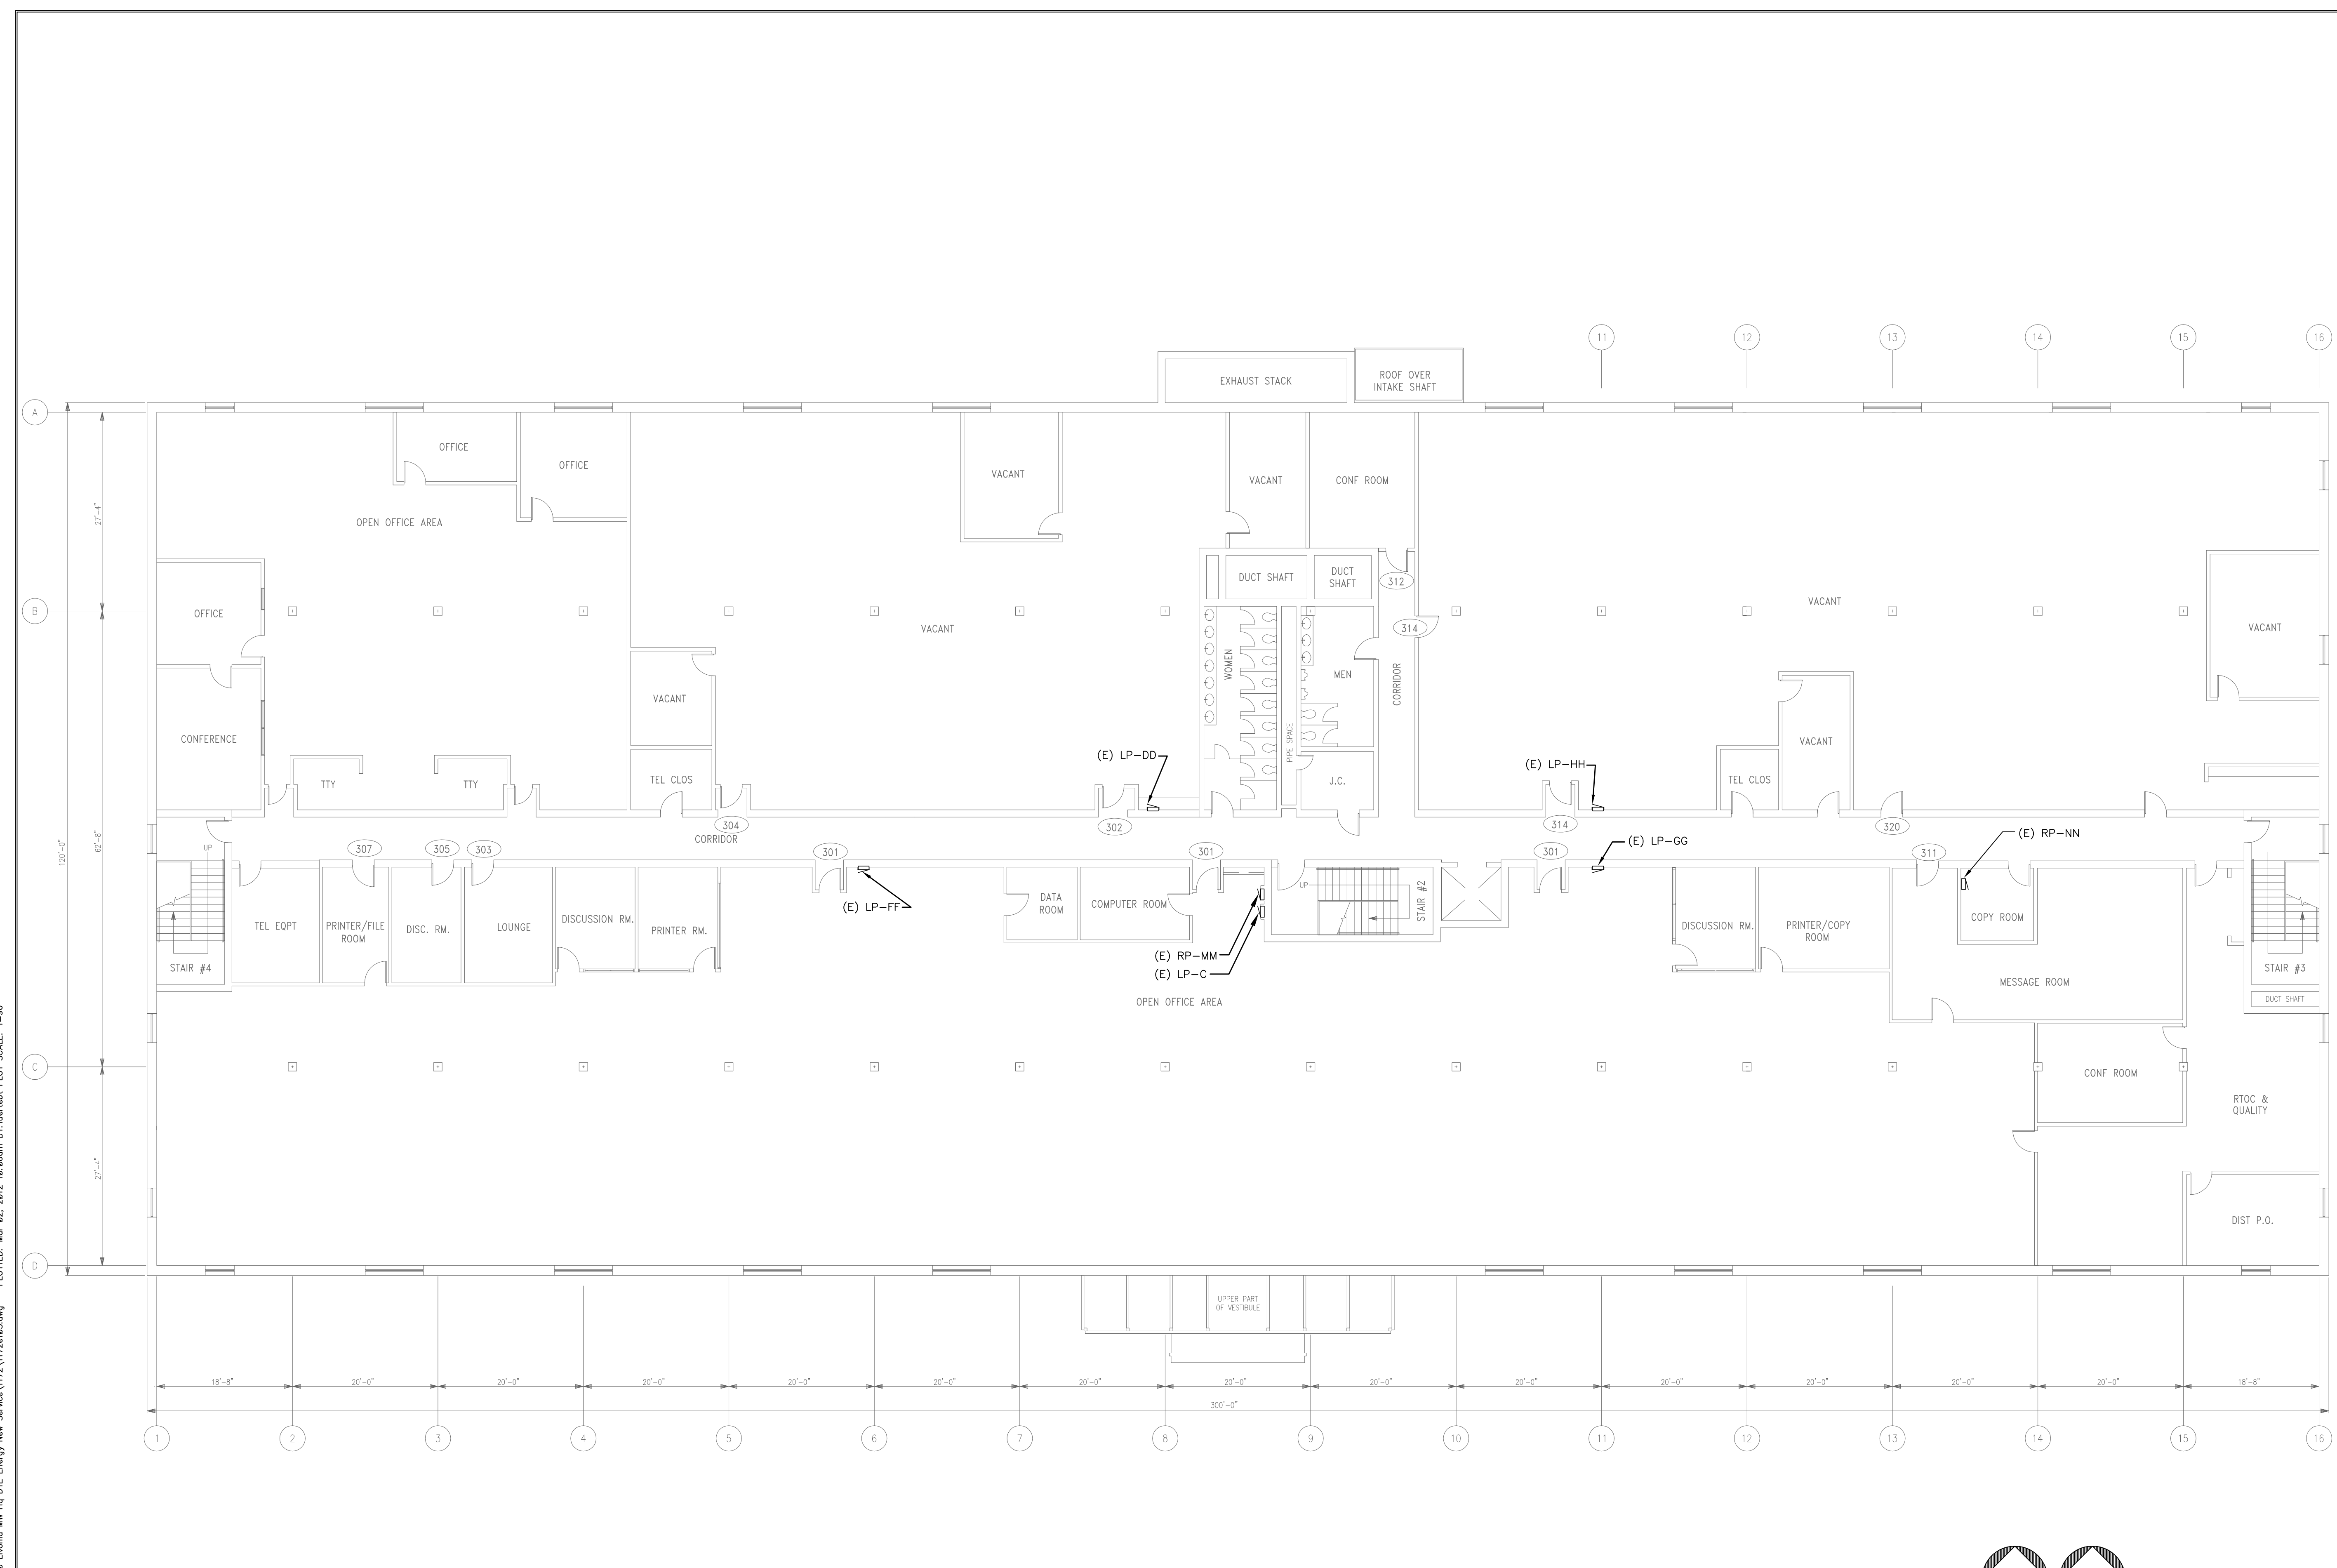 11
12
13
14
15
16
EXHAUST STACK
ROOF OVER
INTAKE SHAFT
A
OFFICE
OFFICE
VACANT
VACANT
CONF ROOM
27'-4"
OPEN OFFICE AREA
DUCT SHAFT
DUCT
SHAFT
312
B
OFFICE
VACANT
314
VACANT
VACANT
WOMEN
MEN
CORRIDOR
VACANT
CONFERENCE
PIPE SPACE
VACANT
(E) LP-DD
(E) LP-HH
TTY
TTY
TEL CLOS
J.C.
TEL CLOS
304
302
314
320
CORRIDOR
62'-8"
120'-0"
UP
307
305
303
301
301
301
(E) LP-GG
311
(E) RP-NN
UP
STAIR #2
(E) LP-FF
DATA
ROOM
COMPUTER ROOM
TEL EQPT
PRINTER/FILE
ROOM
DISC. RM.
LOUNGE
DISCUSSION RM.
PRINTER RM.
DISCUSSION RM.
PRINTER/COPY
ROOM
COPY ROOM
(E) RP-MM
(E) LP-C
STAIR #4
STAIR #3
MESSAGE ROOM
OPEN OFFICE AREA
DUCT SHAFT
C
CONF ROOM
RTOC &
QUALITY
27'-4"
DIST P.O.
D
UPPER PART
OF VESTIBULE
18'-8"
20'-0"
20'-0"
20'-0"
20'-0"
20'-0"
20'-0"
20'-0"
20'-0"
20'-0"
20'-0"
20'-0"
20'-0"
20'-0"
18'-8"
300'-0"
1
2
3
4
5
6
7
8
9
10
11
12
13
14
15
16